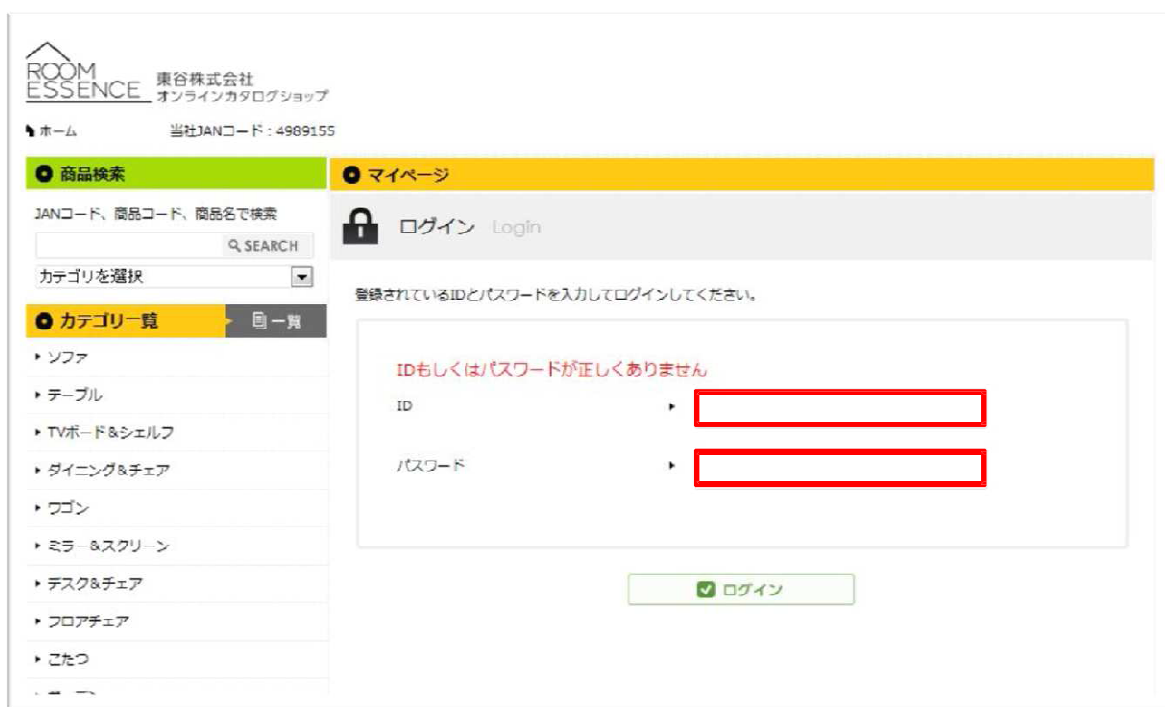 ROOM
ESSENCE
東谷株式会社
オンラインカタログショップ
ホーム
当社JANコード：4989155
商品検索
JANコード、商品コード、商品名で検索
SEARCH
カテゴリを選択
カテゴリ一覧
一覧
ソファ
テーブル
TVボード&シェルフ
ダイニング&チェア
ワゴン
ミラー&スクリーン
デスク&チェア
フロアチェア
こたつ
マイページ
ログイン Login
登録されているIDとパスワードを入力してログインしてください。
IDもしくはパスワードが正しくありません
ID
パスワード
ログイン